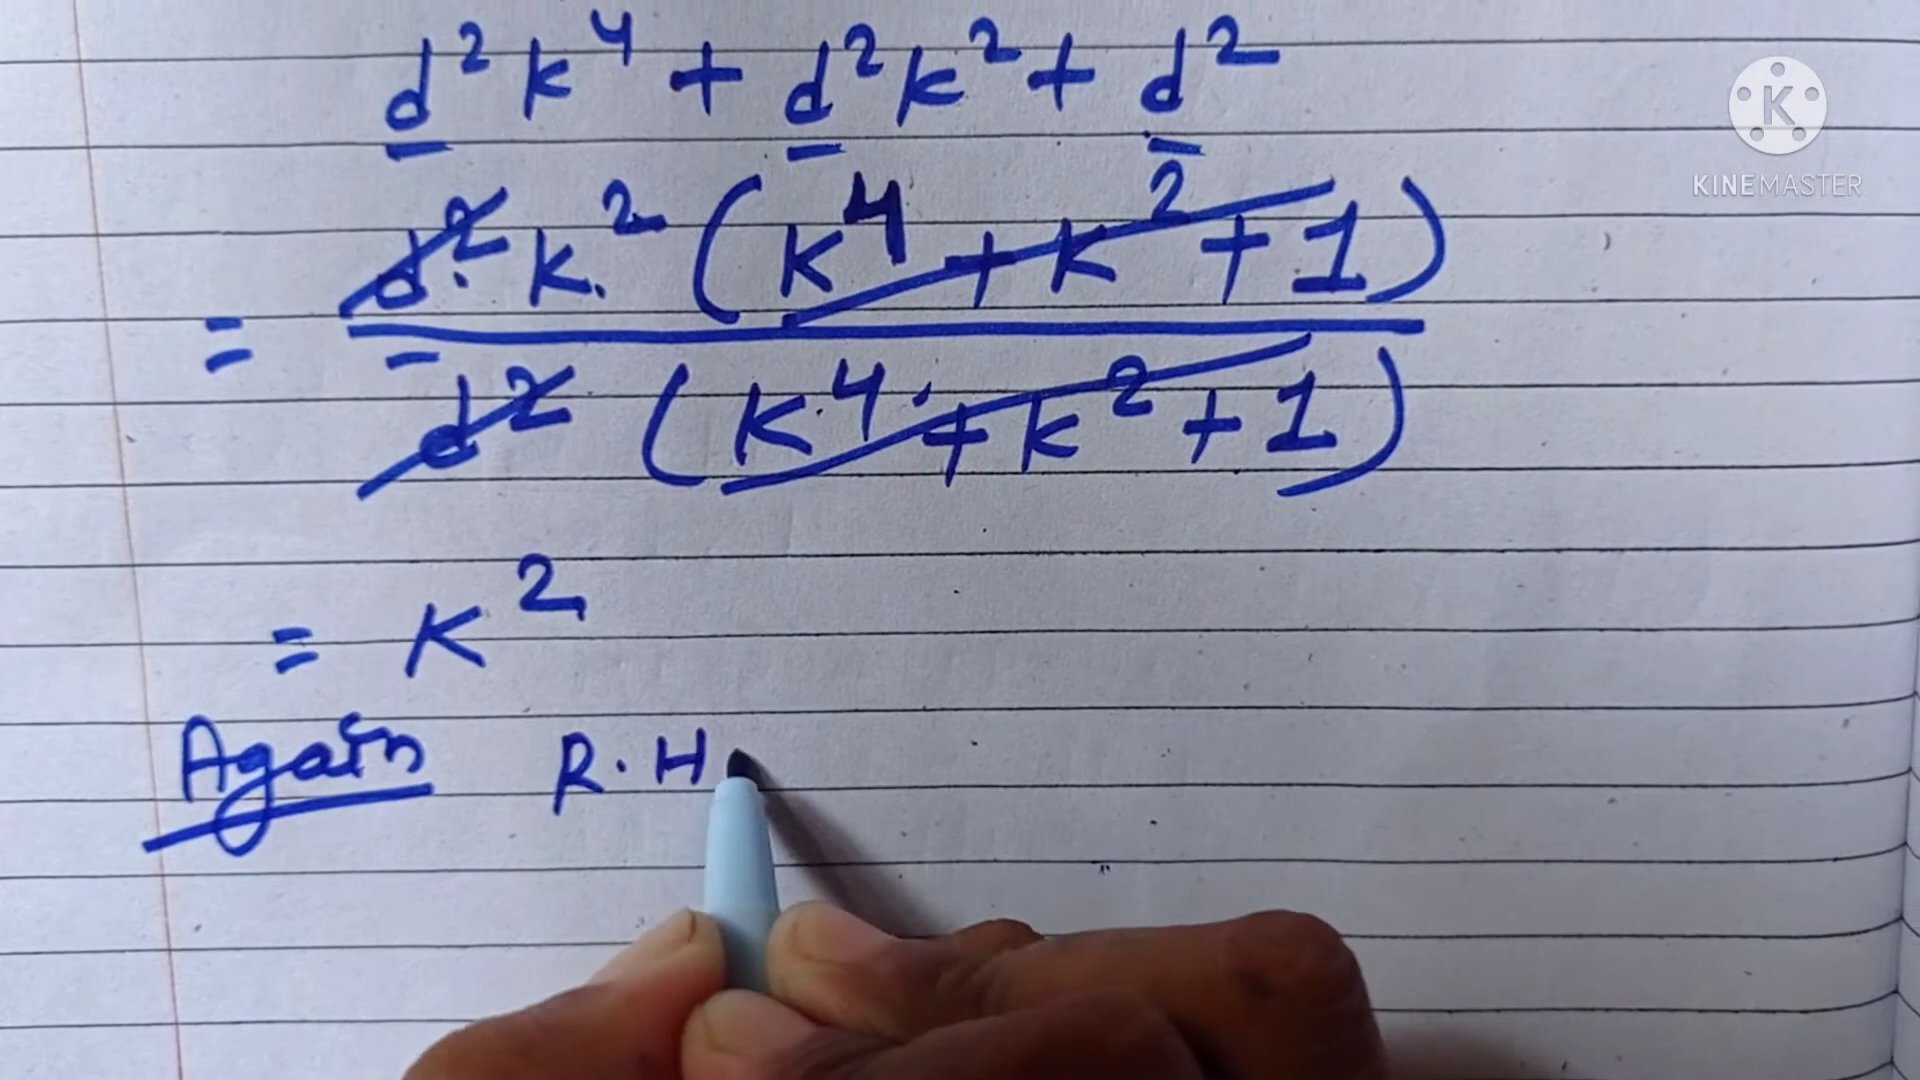 d²k⁴ + d²k² + d²
K
KINEMASTER
= d²k²(k⁴ + k² + 1)
d²(k⁴ + k² + 1)
= k²
Again R.H